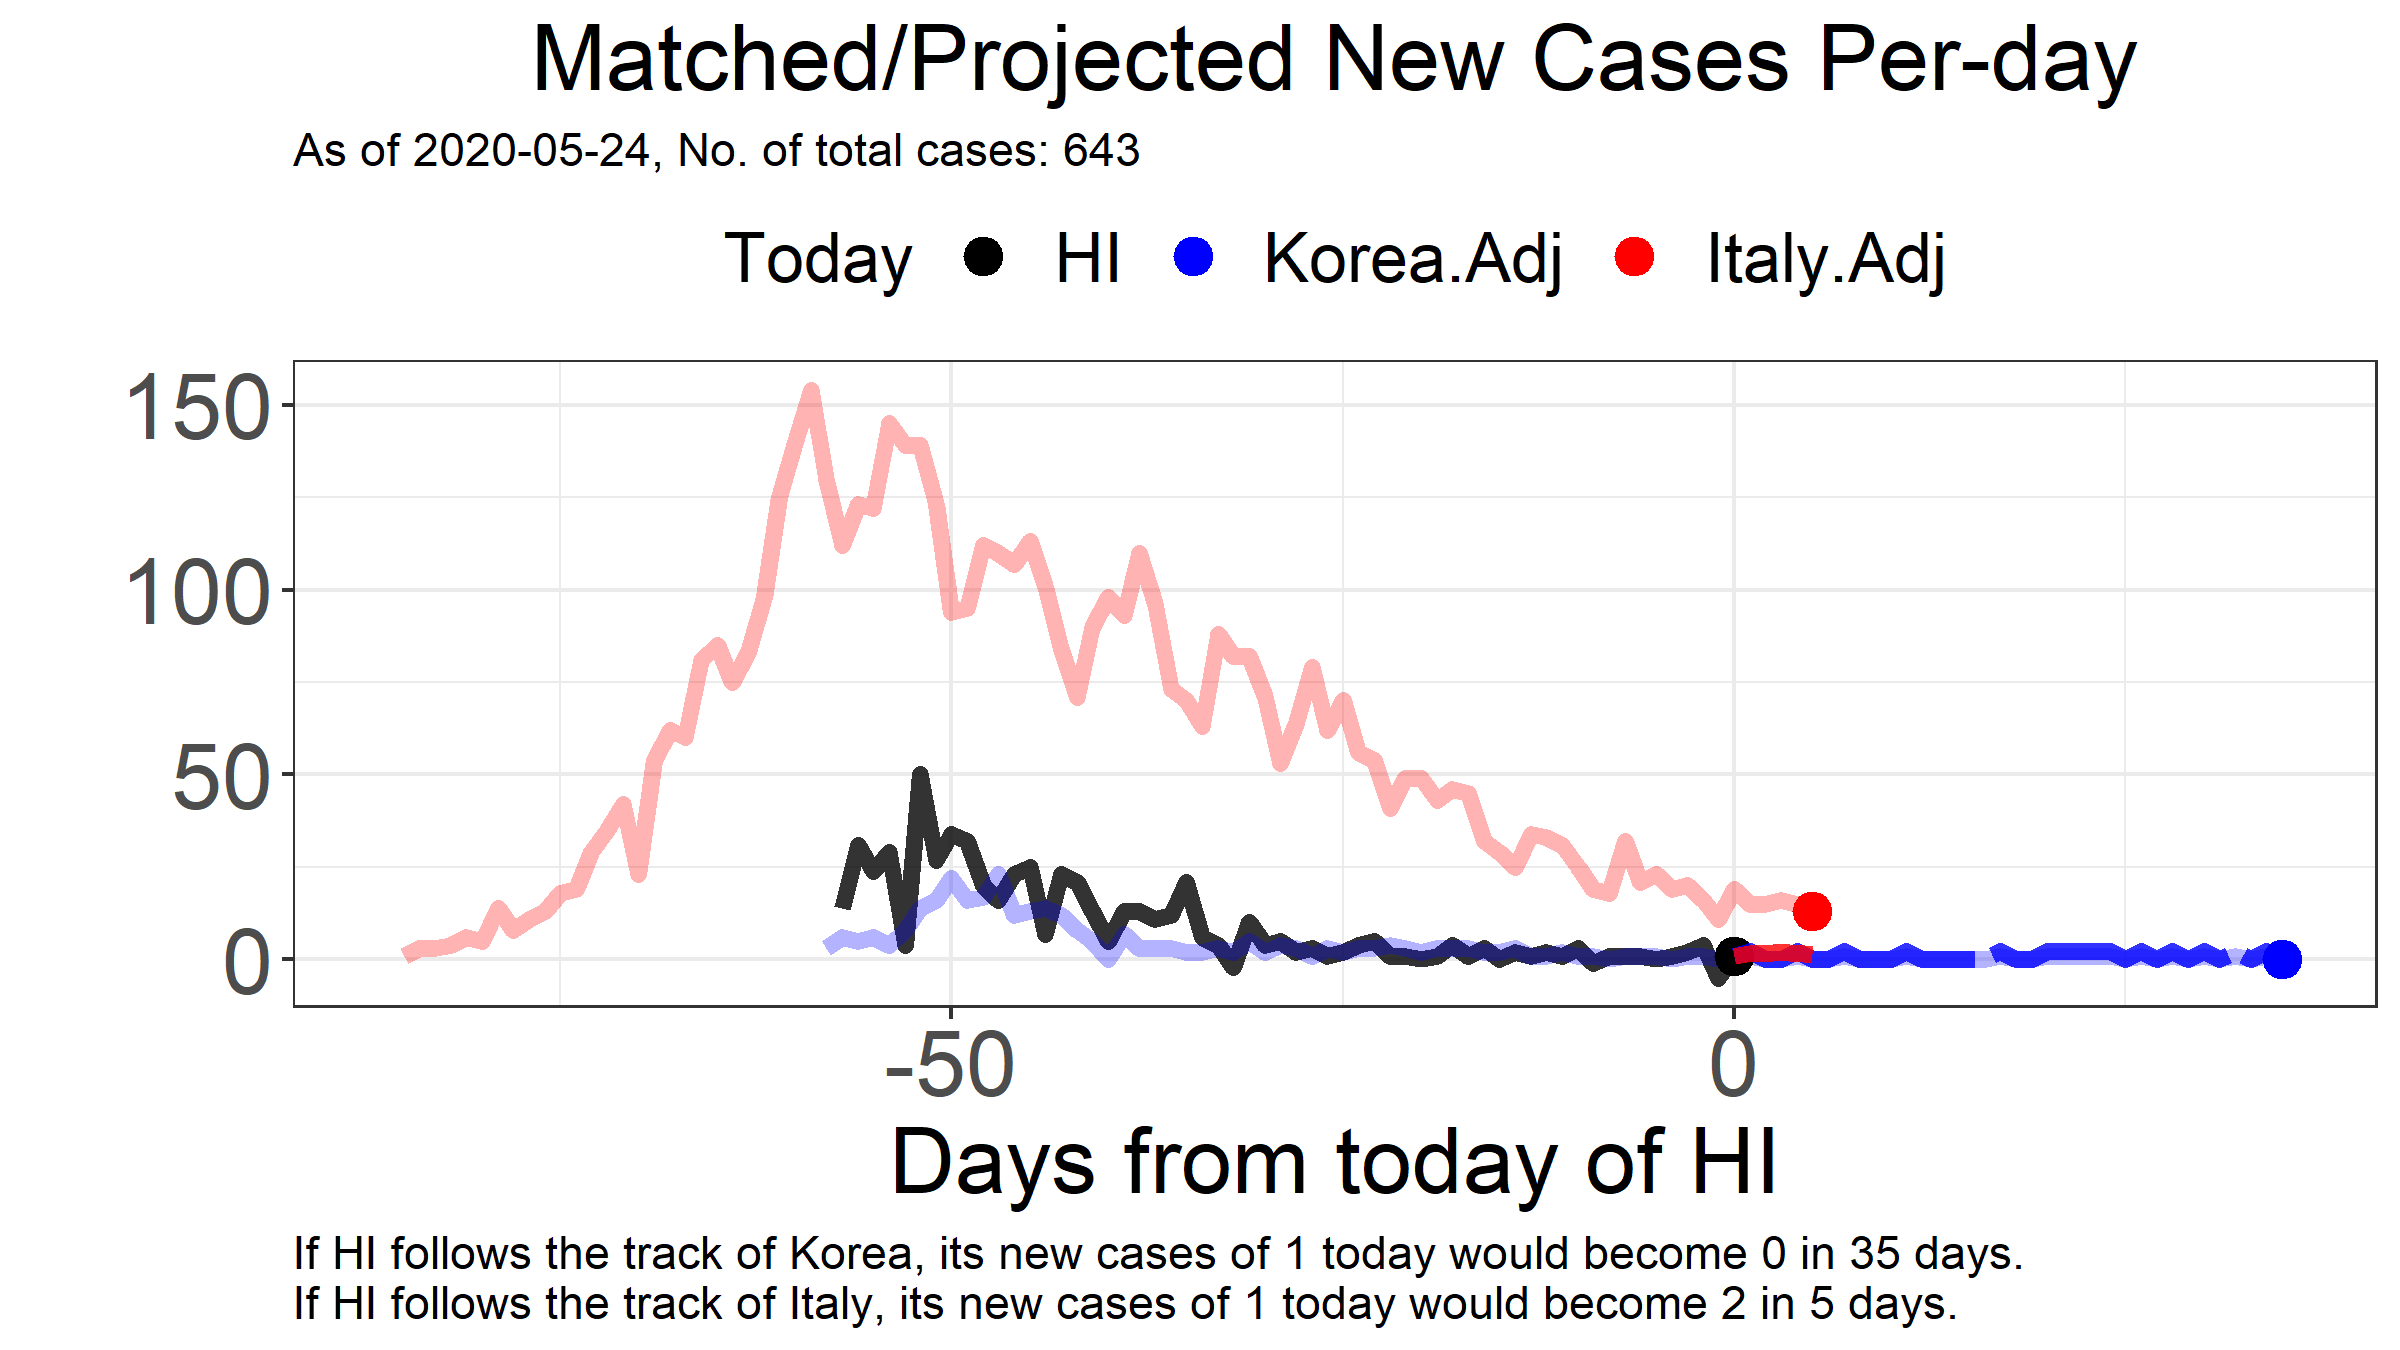 Matched/Projected New Cases Per-day
As of 2020-05-24, No. of total cases: 643
Today HI Korea.Adj Italy.Adj
150
100
50
0
-50 0
Days from today of HI
If HI follows the track of Korea, its new cases of 1 today would become 0 in 35 days.
If HI follows the track of Italy, its new cases of 1 today would become 2 in 5 days.